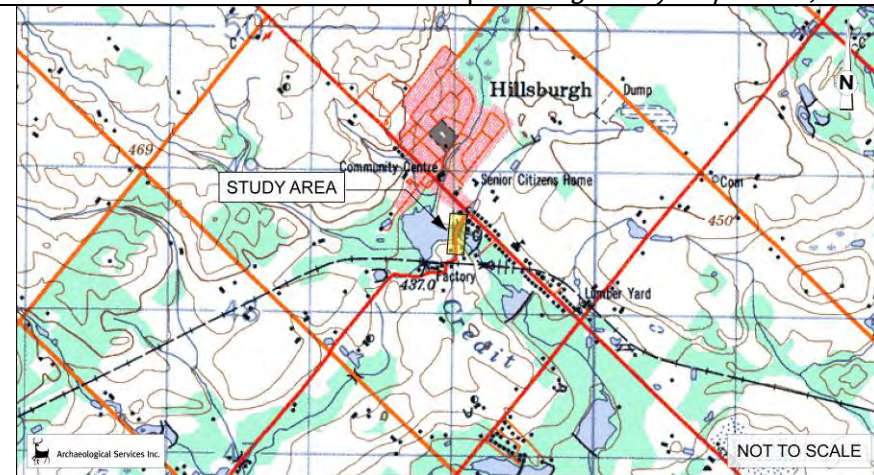 50
C
C
N
Hillsburgh
Dump
469
Community Centre
Senior Citizens Home
Com
STUDY AREA
450
Factory
437.0
Lumber Yard
Credit
Archaeological Services Inc.
NOT TO SCALE